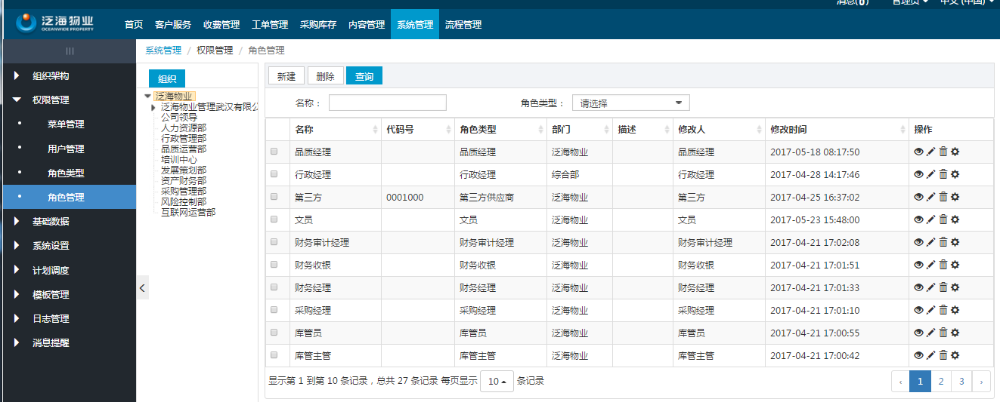 消息(0) 管理员 中文 (中国)
泛海物业
OCEANWIDE PROPERTY
首页 客户服务 收费管理 工单管理 采购库存 内容管理 系统管理 流程管理
系统管理 / 权限管理 / 角色管理
组织架构
权限管理
菜单管理
用户管理
角色类型
角色管理
基础数据
系统设置
计划调度
模板管理
日志管理
消息提醒
组织
泛海物业
泛海物业管理武汉有限公
公司领导
人力资源部
行政管理部
品质运营部
培训中心
发展策划部
资产财务部
采购管理部
风险控制部
互联网运营部
新建 删除 查询
名称： 角色类型： 请选择
名称 代码号 角色类型 部门 描述 修改人 修改时间 操作
品质经理 品质经理 泛海物业 品质经理 2017-05-18 08:17:50
行政经理 行政经理 综合部 行政经理 2017-04-28 14:17:46
第三方 0001000 第三方供应商 泛海物业 第三方 2017-04-25 16:37:02
文员 文员 泛海物业 文员 2017-05-23 15:48:00
财务审计经理 财务审计经理 泛海物业 财务审计经理 2017-04-21 17:02:08
财务收银 财务收银 泛海物业 财务收银 2017-04-21 17:01:51
财务经理 财务经理 泛海物业 财务经理 2017-04-21 17:01:33
采购经理 采购经理 泛海物业 采购经理 2017-04-21 17:01:10
库管员 库管员 泛海物业 库管员 2017-04-21 17:00:55
库管主管 库管主管 泛海物业 库管主管 2017-04-21 17:00:42
显示第 1 到第 10 条记录，总共 27 条记录 每页显示 10 条记录
‹ 1 2 3 ›